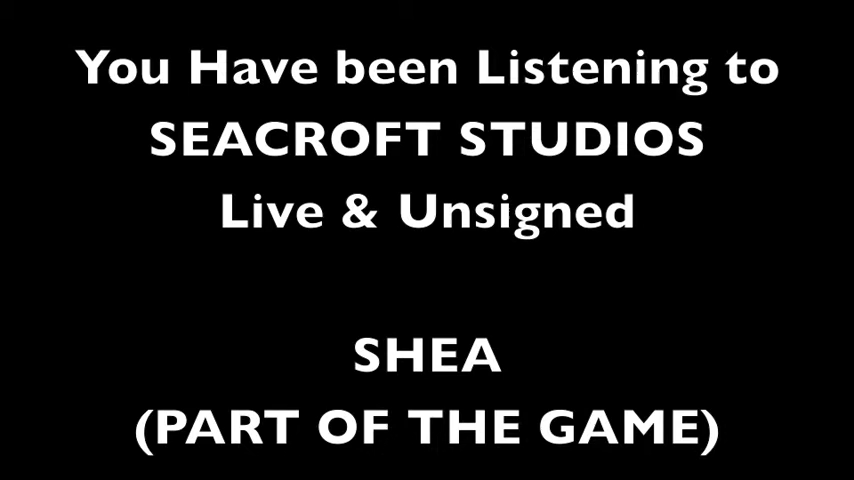 You Have been Listening to
SEACROFT STUDIOS
Live & Unsigned
SHEA
(PART OF THE GAME)